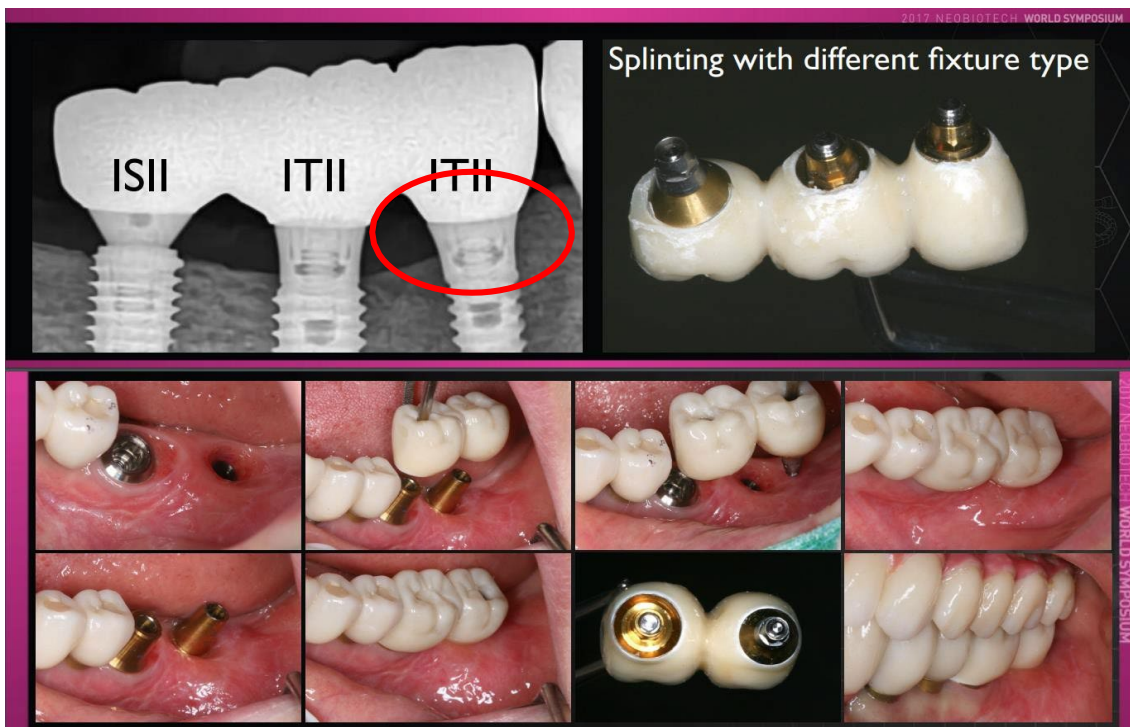 2017 NEOBIOTECH WORLD SYMPOSIUM
Splinting with different fixture type
ISII
ITII
ITII
2017 NEOBIOTECH WORLD SYMPOSIUM